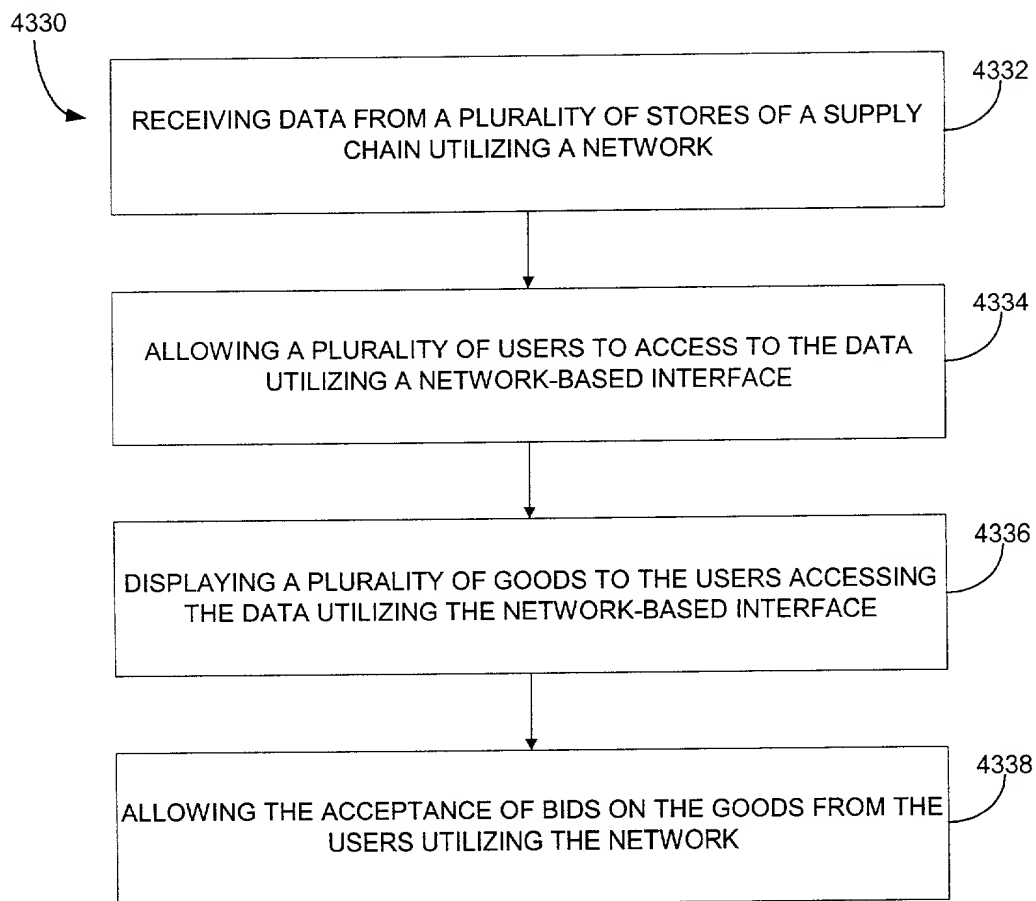 4330
4332
RECEIVING DATA FROM A PLURALITY OF STORES OF A SUPPLY
CHAIN UTILIZING A NETWORK
4334
ALLOWING A PLURALITY OF USERS TO ACCESS TO THE DATA
UTILIZING A NETWORK-BASED INTERFACE
4336
DISPLAYING A PLURALITY OF GOODS TO THE USERS ACCESSING
THE DATA UTILIZING THE NETWORK-BASED INTERFACE
4338
ALLOWING THE ACCEPTANCE OF BIDS ON THE GOODS FROM THE
USERS UTILIZING THE NETWORK